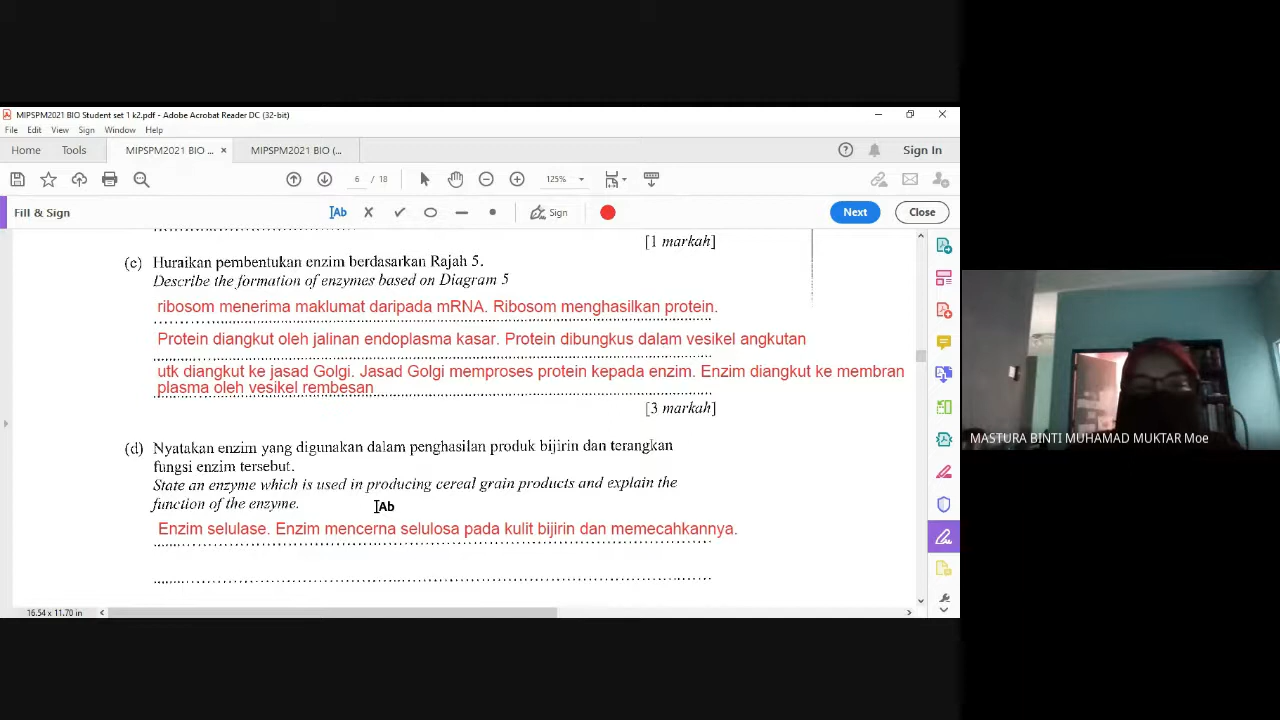 MIPSPM2021 BIO Student set 1 k2.pdf - Adobe Acrobat Reader DC (32-bit)
File Edit View Sign Window Help
Home Tools MIPSPM2021 BIO ... × MIPSPM2021 BIO (... Sign In
6 / 18 125%
Fill & Sign Ab Sign Next Close
[1 markah]
(c) Huraikan pembentukan enzim berdasarkan Rajah 5.
Describe the formation of enzymes based on Diagram 5
ribosom menerima maklumat daripada mRNA. Ribosom menghasilkan protein.
Protein diangkut oleh jalinan endoplasma kasar. Protein dibungkus dalam vesikel angkutan
utk diangkut ke jasad Golgi. Jasad Golgi memproses protein kepada enzim. Enzim diangkut ke membran
plasma oleh vesikel rembesan
[3 markah]
MASTURA BINTI MUHAMAD MUKTAR Moe
(d) Nyatakan enzim yang digunakan dalam penghasilan produk bijirin dan terangkan
fungsi enzim tersebut.
State an enzyme which is used in producing cereal grain products and explain the
function of the enzyme.
Ab
Enzim selulase. Enzim mencerna selulosa pada kulit bijirin dan memecahkannya.
16.54 x 11.70 in